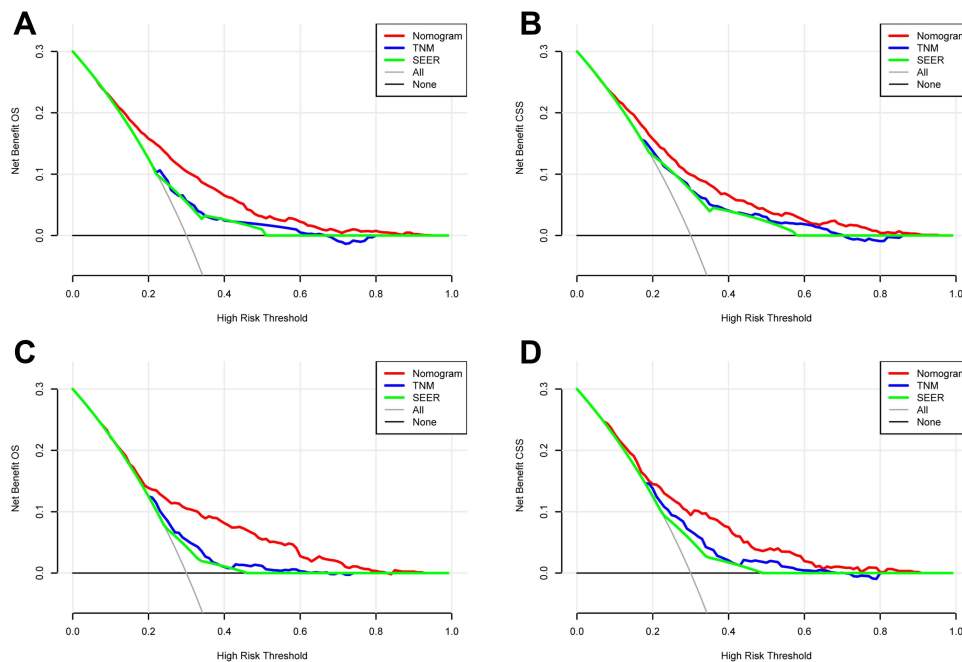 A
Nomogram
TNM
SEER
All
None
Net Benefit OS
0.3
0.2
0.1
0.0
0.0 0.2 0.4 0.6 0.8 1.0
High Risk Threshold
B
Nomogram
TNM
SEER
All
None
Net Benefit CSS
0.3
0.2
0.1
0.0
0.0 0.2 0.4 0.6 0.8 1.0
High Risk Threshold
C
Nomogram
TNM
SEER
All
None
Net Benefit OS
0.3
0.2
0.1
0.0
0.0 0.2 0.4 0.6 0.8 1.0
High Risk Threshold
D
Nomogram
TNM
SEER
All
None
Net Benefit CSS
0.3
0.2
0.1
0.0
0.0 0.2 0.4 0.6 0.8 1.0
High Risk Threshold